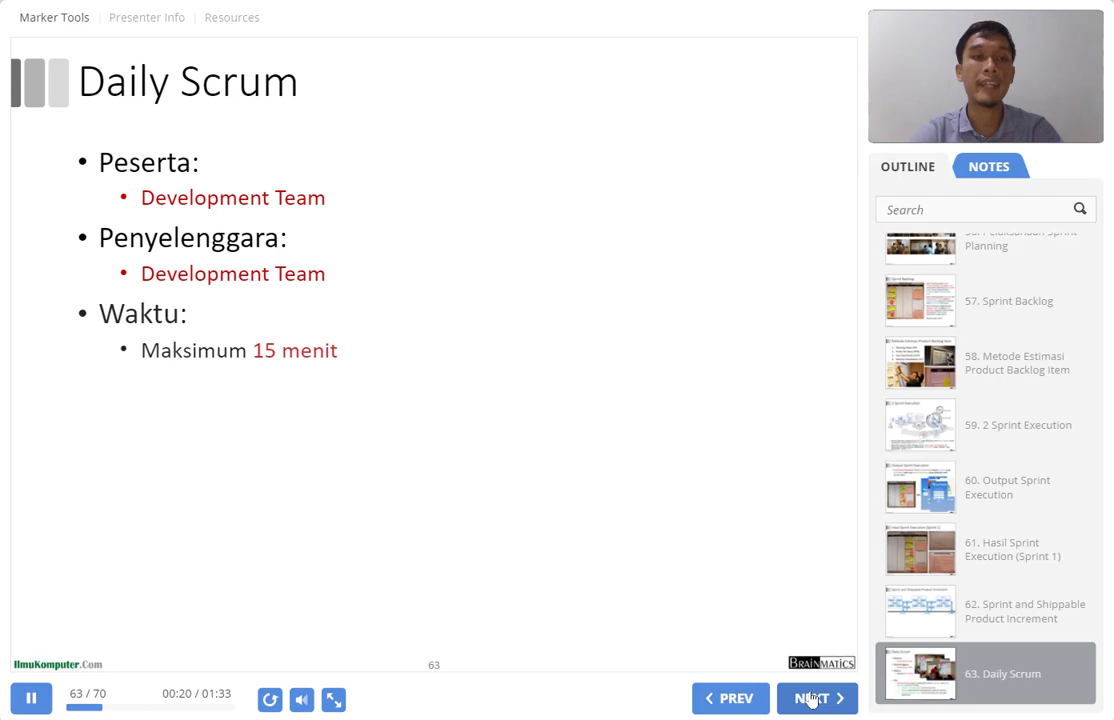 Marker Tools
Presenter Info
Resources
Daily Scrum
• Peserta:
• Development Team
• Penyelenggara:
• Development Team
• Waktu:
• Maksimum 15 menit
IlmuKomputer.Com
63
BRAINMATICS
63 / 70
00:20 / 01:33
PREV
NEXT
OUTLINE
NOTES
Search
Planning
57. Sprint Backlog
58. Metode Estimasi
Product Backlog Item
59. 2 Sprint Execution
60. Output Sprint
Execution
61. Hasil Sprint
Execution (Sprint 1)
62. Sprint and Shippable
Product Increment
63. Daily Scrum